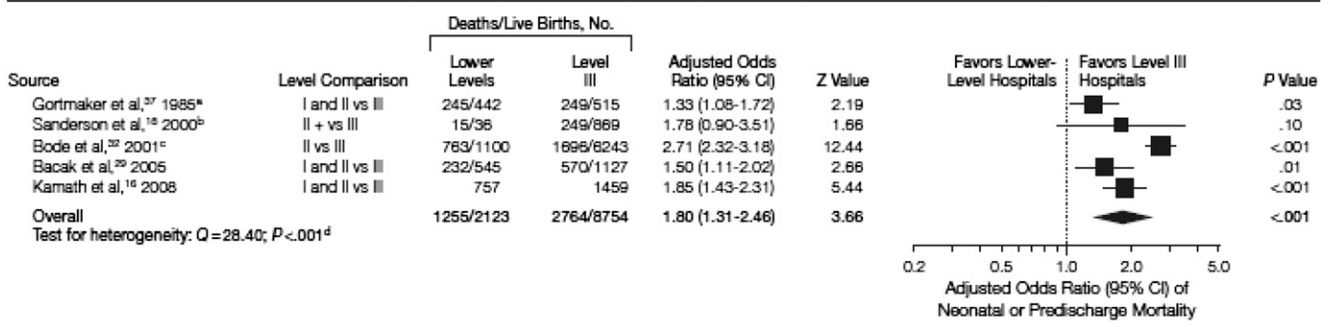 Deaths/Live Births, No.
Source Level Comparison Lower Levels Level III Adjusted Odds Ratio (95% CI) Z Value Favors Lower-Level Hospitals Favors Level III Hospitals P Value
Gortmaker et al,37 1985a I and II vs III 245/442 249/515 1.33 (1.08-1.72) 2.19 .03
Sanderson et al,18 2000b II + vs III 15/36 249/869 1.78 (0.90-3.51) 1.66 .10
Bode et al,32 2001c II vs III 763/1100 1696/6243 2.71 (2.32-3.18) 12.44 <.001
Bacak et al,29 2005 I and II vs III 232/545 570/1127 1.50 (1.11-2.02) 2.66 .01
Kamath et al,16 2008 I and II vs III 757 1459 1.85 (1.43-2.31) 5.44 <.001
Overall 1255/2123 2764/8754 1.80 (1.31-2.46) 3.66 <.001
Test for heterogeneity: Q=28.40; P<.001d
0.2 0.5 1.0 2.0 5.0
Adjusted Odds Ratio (95% CI) of
Neonatal or Predischarge Mortality